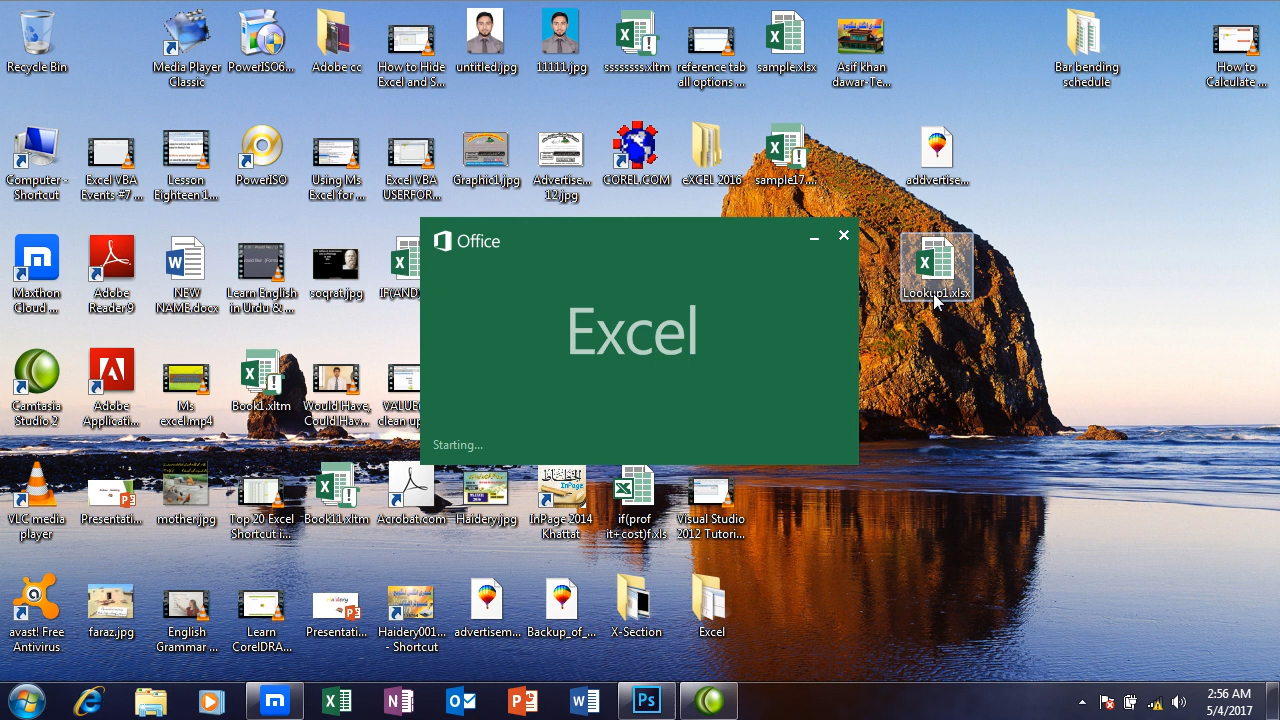 Recycle Bin
Media Player
Classic
PowerISO6...
Adobe cc
How to Hide
Excel and S...
untitled.jpg
11111.jpg
ssssssss.xltm
reference tab
all options ...
sample.xlsx
Asif khan
dawar-Te...
Bar bending
schedule
How to
Calculate ...
Computer -
Shortcut
Excel VBA
Events #7 ...
Lesson
Eighteen 1...
PowerISO
Using Ms
Excel for ...
Excel VBA
USERFOR...
Graphic1.jpg
Advertise...
12.jpg
COREL.COM
eXCEL 2016
sample17....
addvertise...
Office
Excel
Starting...
Maxthon
Cloud ...
Adobe
Reader 9
NEW
NAME.docx
Learn English
in Urdu & ...
soqrat.jpg
IF(AND
Lookup1.xlsx
Camtasia
Studio 2
Adobe
Applicati...
Ms
excel.mp4
Book1.xltm
Would Have,
Could Hav...
VALUE
clean up
VLC media
player
Presentati...
mother.jpg
Top 20 Excel
Shortcut i...
Book11.xltm
Acrobat.com
Haidery.jpg
InPage
InPage 2014
Khattat
if(prof
it+cost)f.xls
Visual Studio
2012 Tutori...
avast! Free
Antivirus
faraz.jpg
English
Grammar ...
Learn
CorelDRA...
Presentati...
Haidery001...
- Shortcut
advertisem...
Backup_of_...
X-Section
Excel
Ps
2:56 AM
5/4/2017